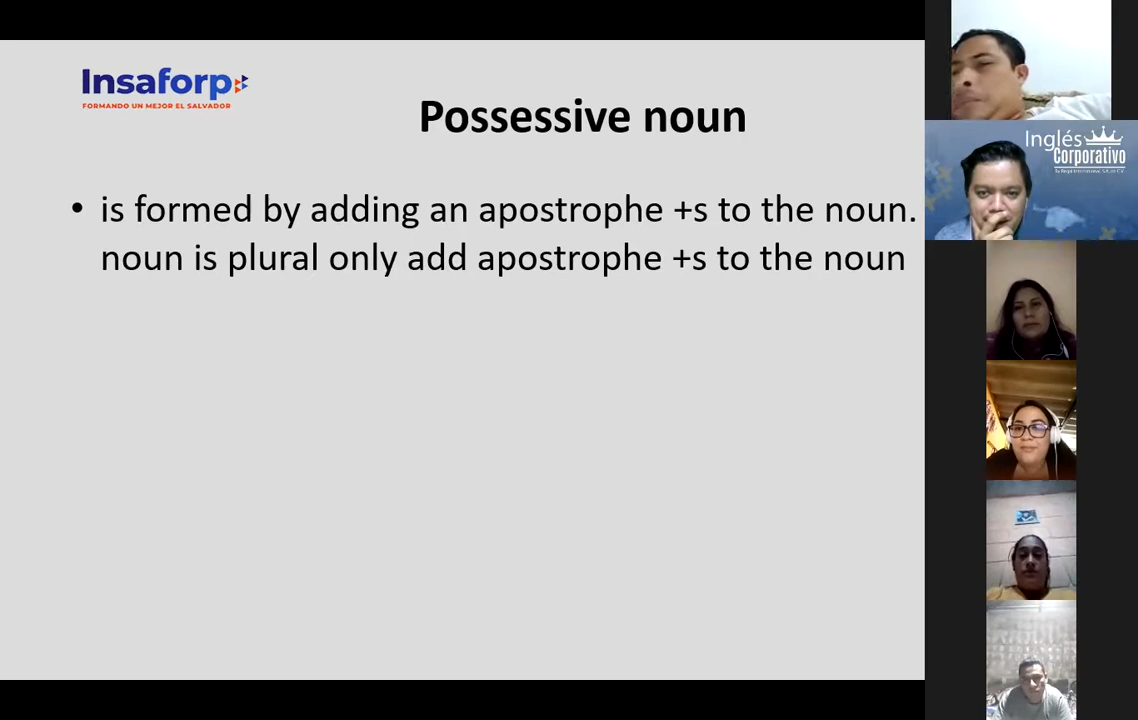 Insaforp
FORMANDO UN MEJOR EL SALVADOR
Possessive noun
• is formed by adding an apostrophe +s to the noun.
noun is plural only add apostrophe +s to the noun
Inglés
Corporativo